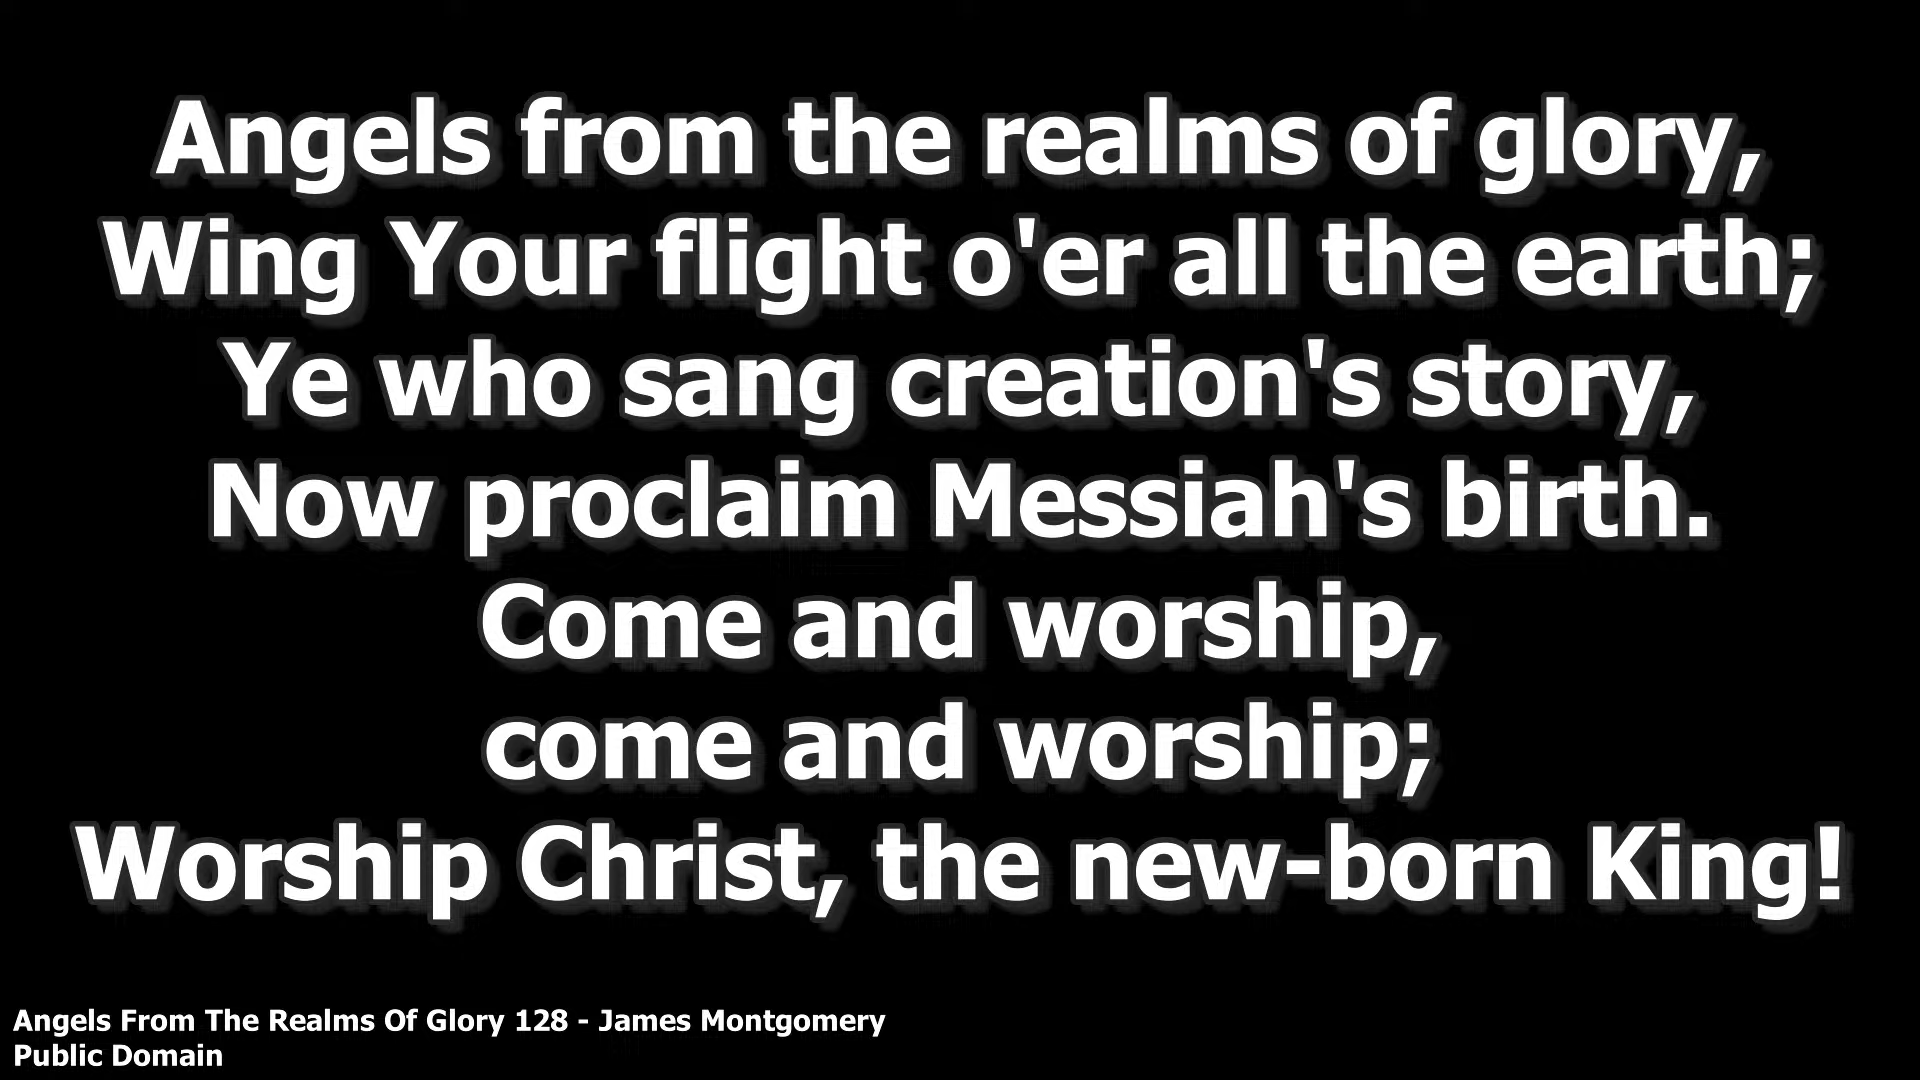 Angels from the realms of glory,
Wing Your flight o'er all the earth;
Ye who sang creation's story,
Now proclaim Messiah's birth.
Come and worship,
come and worship;
Worship Christ, the new-born King!
Angels From The Realms Of Glory 128 - James Montgomery
Public Domain